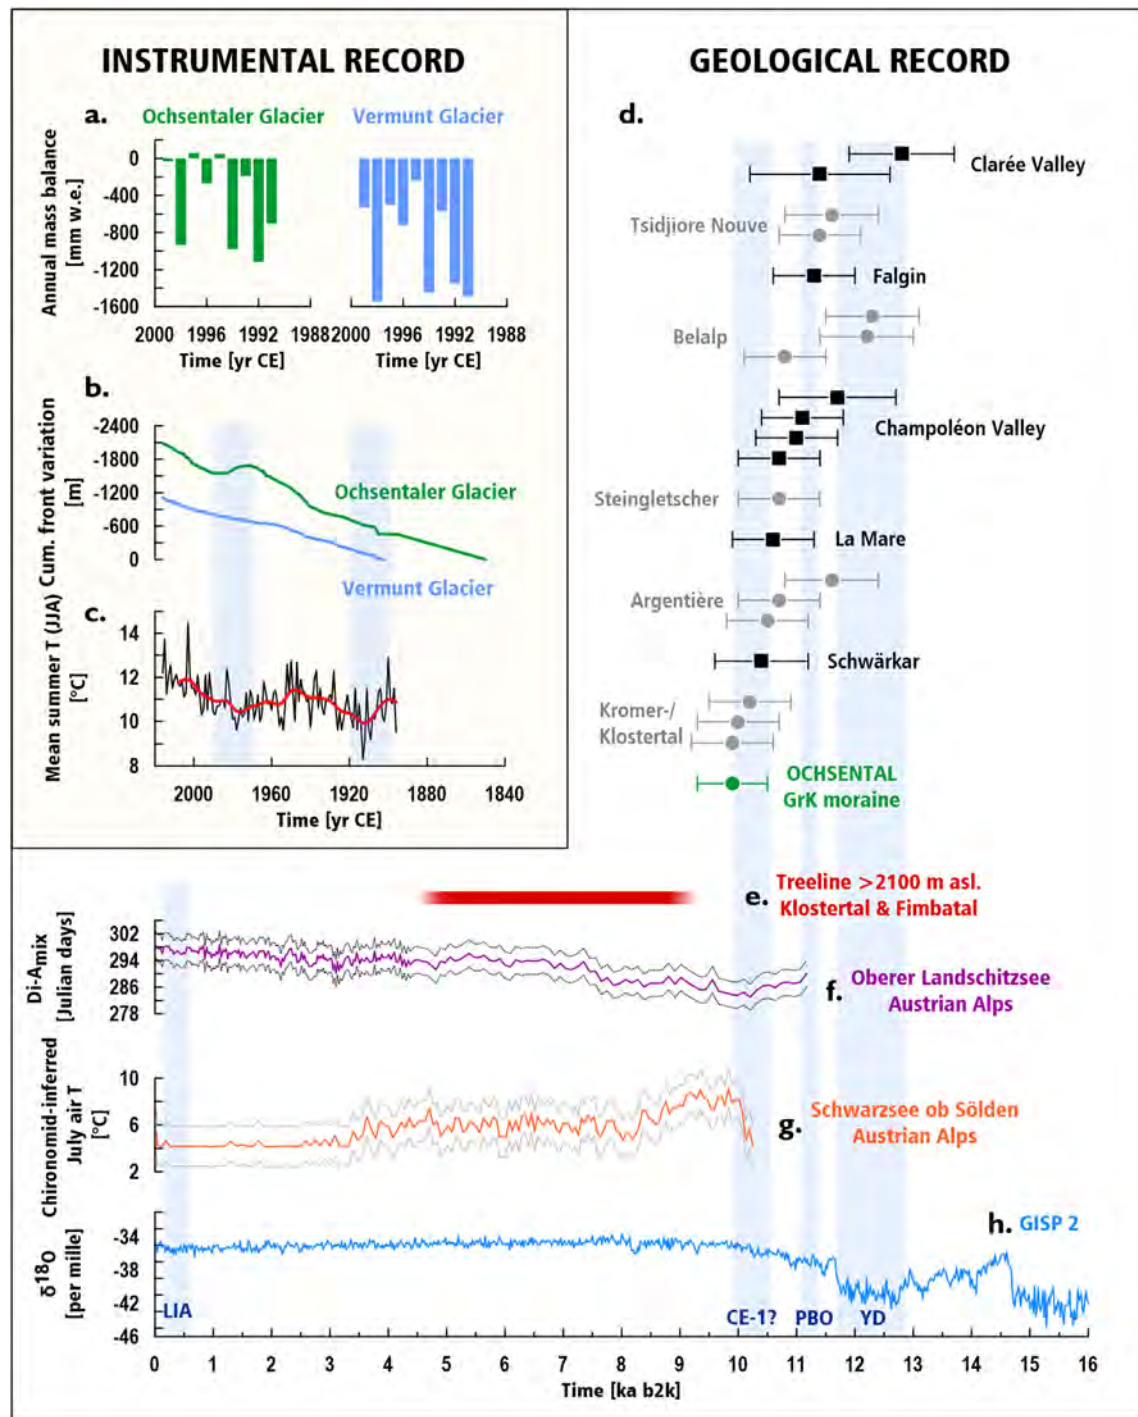 INSTRUMENTAL RECORD
GEOLOGICAL RECORD
a.
Ochsentaler Glacier
Vermunt Glacier
Annual mass balance
[mm w.e.]
0
-400
-800
-1200
-1600
2000 1996 1992 1988
2000 1996 1992 1988
Time [yr CE]
Time [yr CE]
b.
Cum. front variation
[m]
-2400
-1800
-1200
-600
0
Ochsentaler Glacier
Vermunt Glacier
c.
Mean summer T (JJA)
[°C]
14
12
10
8
2000 1960 1920 1880 1840
Time [yr CE]
d.
Clarée Valley
Tsidjiore Nouve
Falgin
Belalp
Champoléon Valley
Steingletscher
La Mare
Argentière
Schwärkar
Kromer-/
Klostertal
OCHSENTAL
GrK moraine
e. Treeline >2100 m asl.
Klostertal & Fimbatal
Di-Amix
[Julian days]
302
294
286
278
f. Oberer Landschitzsee
Austrian Alps
Chironomid-inferred
July air T
[°C]
10
6
2
g. Schwarzsee ob Sölden
Austrian Alps
δ18O
[per mille]
-34
-38
-42
-46
h. GISP 2
LIA
CE-1? PBO YD
0 1 2 3 4 5 6 7 8 9 10 11 12 13 14 15 16
Time [ka b2k]